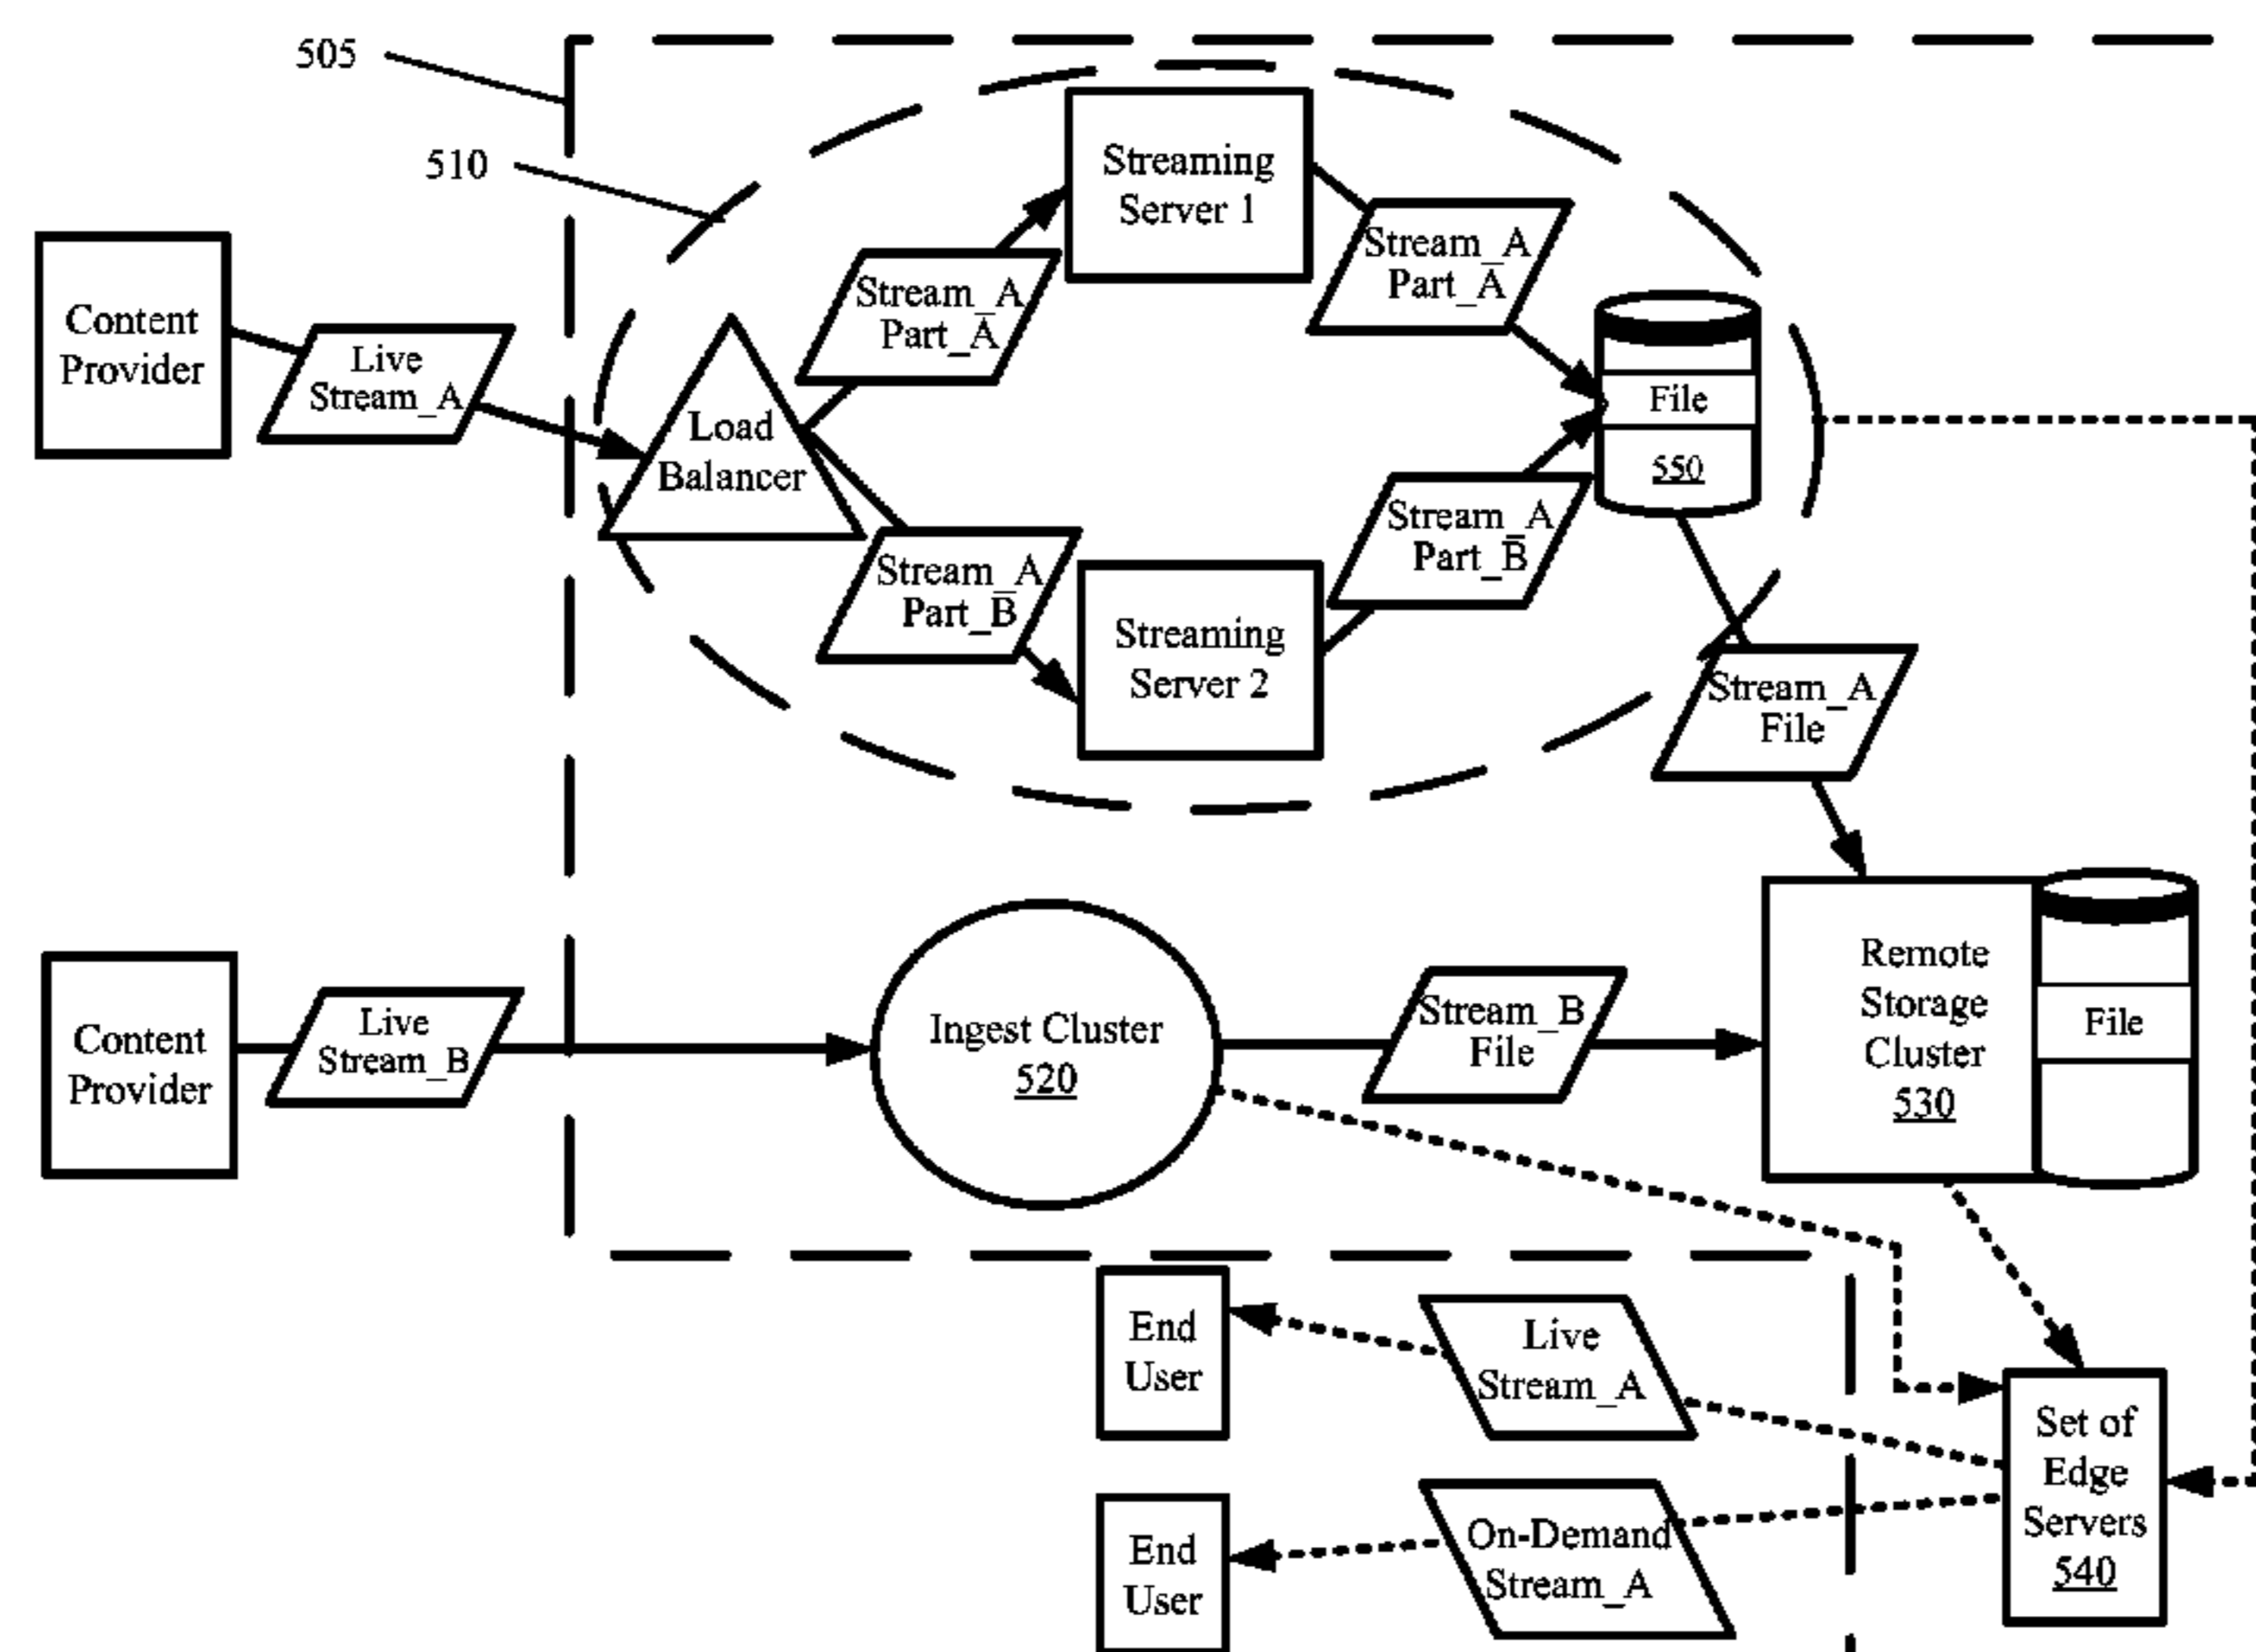 505
510
Content
Provider
Live
Stream_A
Load
Balancer
Stream_A
Part_A
Streaming
Server 1
Stream_A
Part_A
File
550
Stream_A
Part_B
Streaming
Server 2
Stream_A
Part_B
Stream_A
File
Content
Provider
Live
Stream_B
Ingest Cluster
520
Stream_B
File
Remote
Storage
Cluster
530
File
End
User
Live
Stream_A
Set of
Edge
Servers
540
End
User
On-Demand
Stream_A